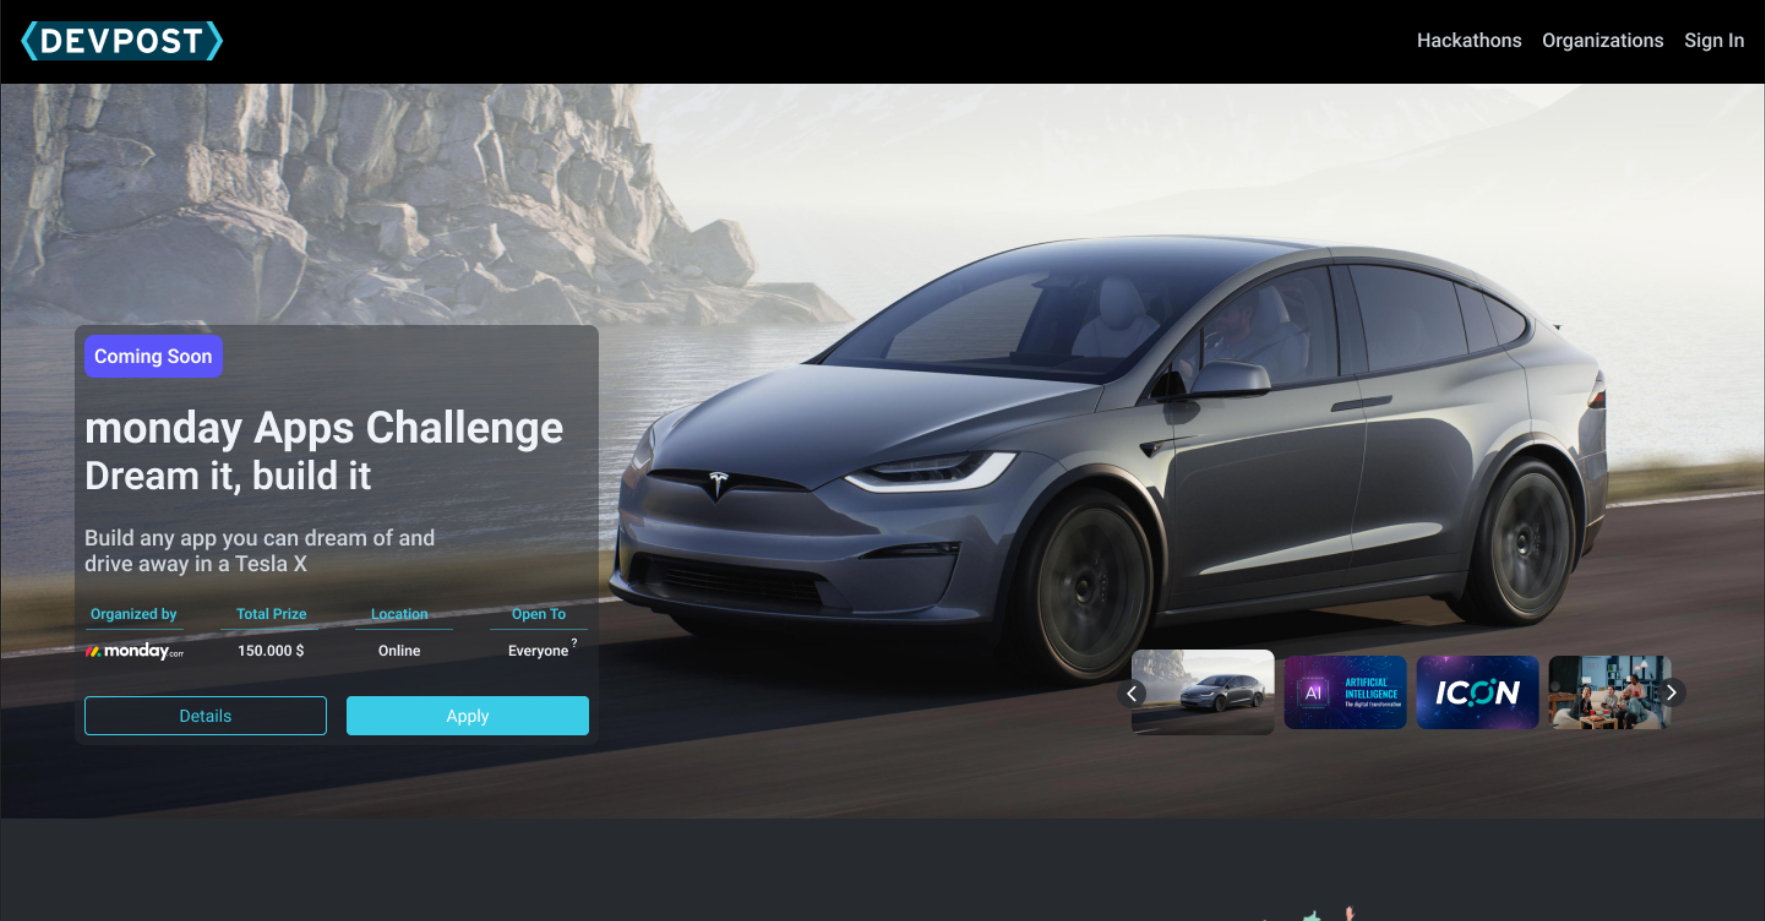 DEVPOST
Hackathons Organizations Sign In
Coming Soon
monday Apps Challenge
Dream it, build it
Build any app you can dream of and
drive away in a Tesla X
Organized by Total Prize Location Open To
monday.com 150.000 $ Online Everyone ?
Details Apply
AI
ARTIFICIAL
INTELLIGENCE
The digital transformation
ICON